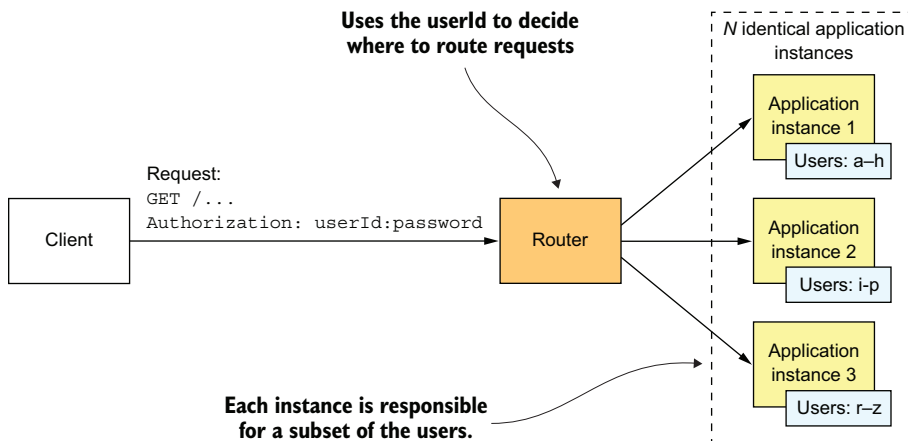 Uses the userId to decide
where to route requests
N identical application
instances
Application
instance 1
Users: a–h
Request:
GET /...
Authorization: userId:password
Client
Router
Application
instance 2
Users: i-p
Application
instance 3
Users: r–z
Each instance is responsible
for a subset of the users.